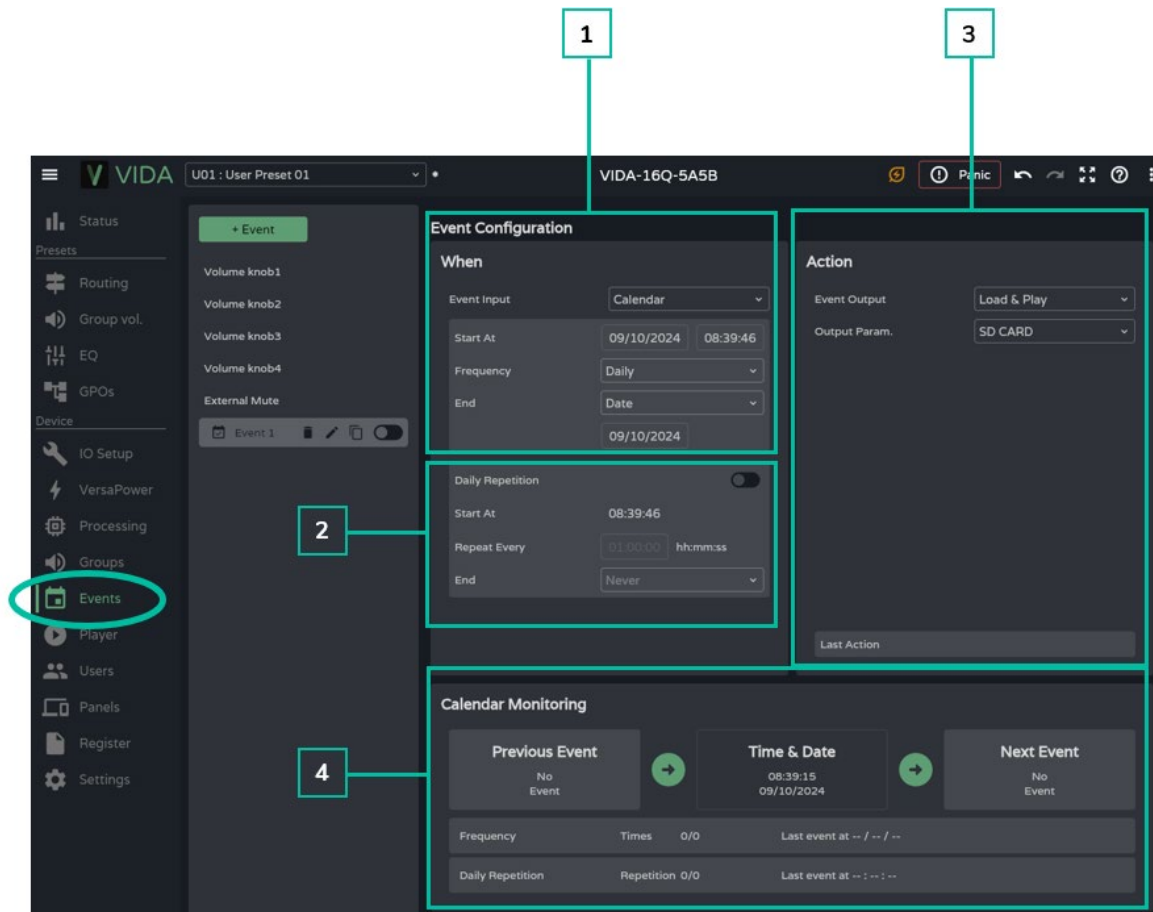 1
3
VIDA
U01 : User Preset 01
VIDA-16Q-5A5B
Panic
Status
Presets
Routing
Group vol.
EQ
GPOs
Device
IO Setup
VersaPower
Processing
Groups
Events
Player
Users
Panels
Register
Settings
+ Event
Volume knob1
Volume knob2
Volume knob3
Volume knob4
External Mute
Event 1
2
4
Event Configuration
When
Event Input Calendar
Start At 09/10/2024 08:39:46
Frequency Daily
End Date
09/10/2024
Daily Repetition
Start At 08:39:46
Repeat Every 01:00:00 hh:mm:ss
End Never
Action
Event Output Load & Play
Output Param. SD CARD
Last Action
Calendar Monitoring
Previous Event
No
Event
Time & Date
08:39:15
09/10/2024
Next Event
No
Event
Frequency Times 0/0 Last event at -- / -- / --
Daily Repetition Repetition 0/0 Last event at -- : -- : --